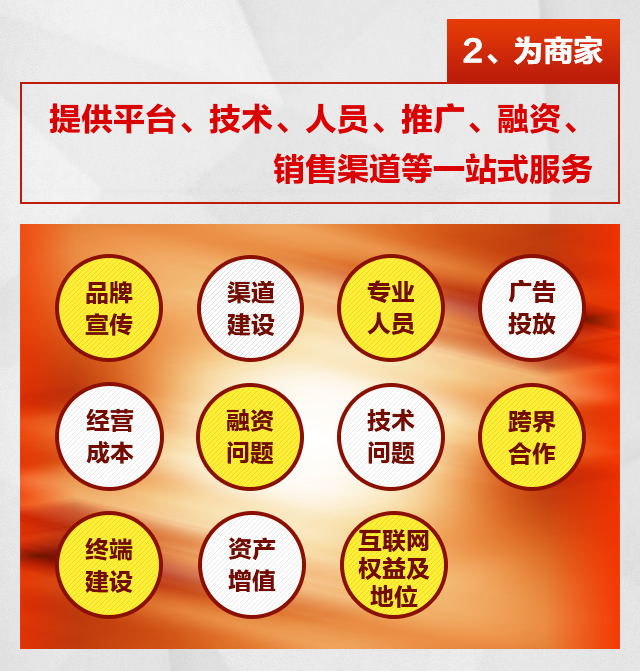 2、为商家
提供平台、技术、人员、推广、融资、
销售渠道等一站式服务
品牌
宣传
渠道
建设
专业
人员
广告
投放
经营
成本
融资
问题
技术
问题
跨界
合作
终端
建设
资产
增值
互联网
权益及
地位